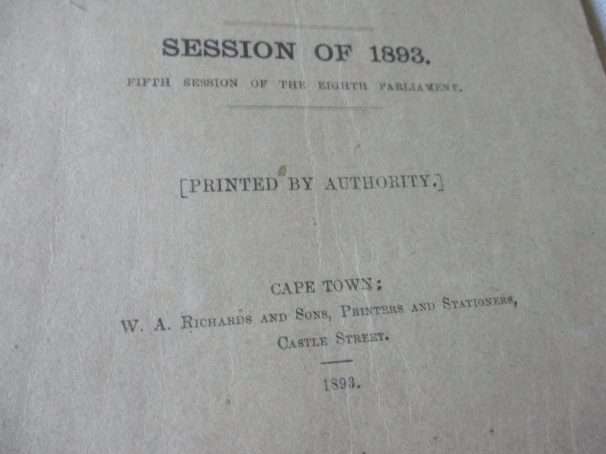 SESSION OF 1893.
FIFTH SESSION OF THE EIGHTH PARLIAMENT.
[PRINTED BY AUTHORITY.]
CAPE TOWN:
W. A. RICHARDS AND SONS, PRINTERS AND STATIONERS,
CASTLE STREET.
1893.